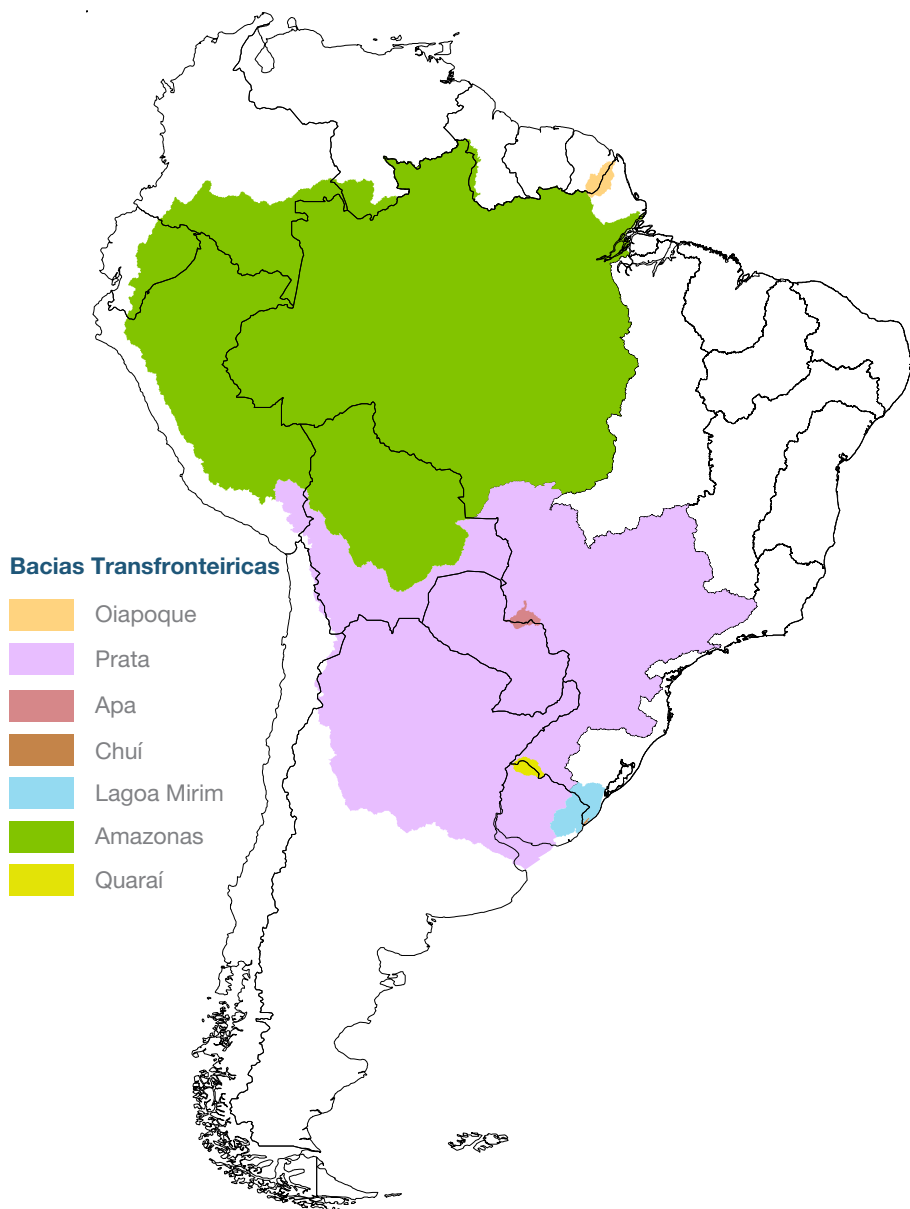 Bacias Transfronteiricas
Oiapoque
Prata
Apa
Chuí
Lagoa Mirim
Amazonas
Quaraí